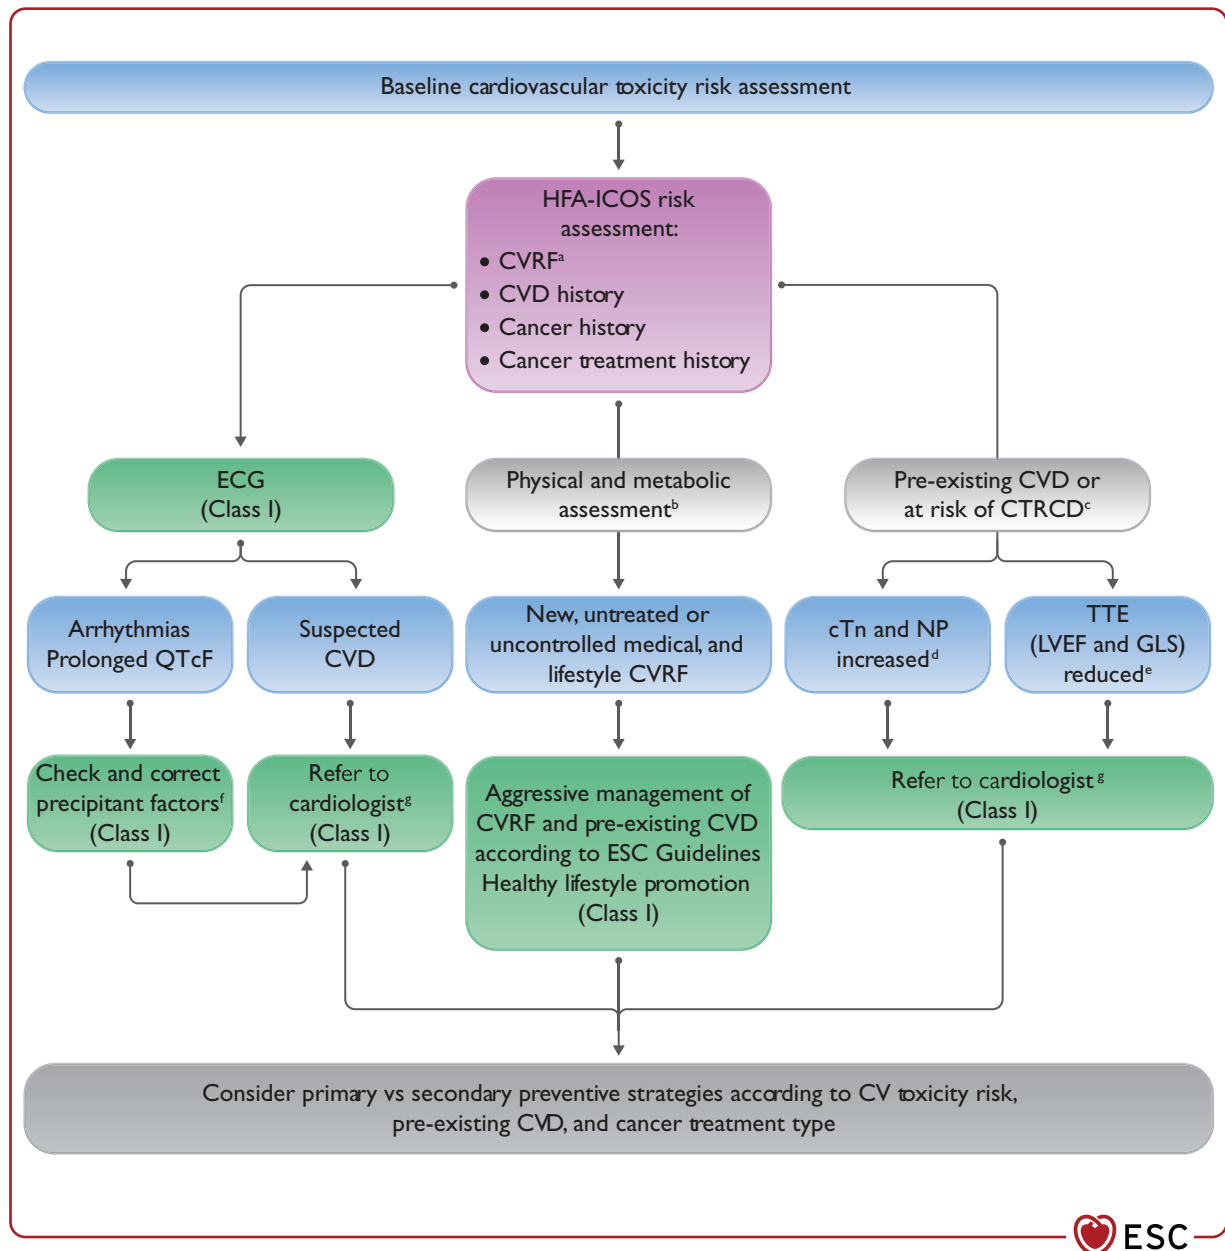 Baseline cardiovascular toxicity risk assessment
HFA-ICOS risk
assessment:
• CVRFᵃ
• CVD history
• Cancer history
• Cancer treatment history
ECG
(Class I)
Physical and metabolic
assessmentᵇ
Pre-existing CVD or
at risk of CTRCDᶜ
Arrhythmias
Prolonged QTcF
Suspected
CVD
New, untreated or
uncontrolled medical, and
lifestyle CVRF
cTn and NP
increasedᵈ
TTE
(LVEF and GLS)
reducedᵉ
Check and correct
precipitant factorsᶠ
(Class I)
Refer to
cardiologistᵍ
(Class I)
Aggressive management of
CVRF and pre-existing CVD
according to ESC Guidelines
Healthy lifestyle promotion
(Class I)
Refer to cardiologistᵍ
(Class I)
Consider primary vs secondary preventive strategies according to CV toxicity risk,
pre-existing CVD, and cancer treatment type
ESC